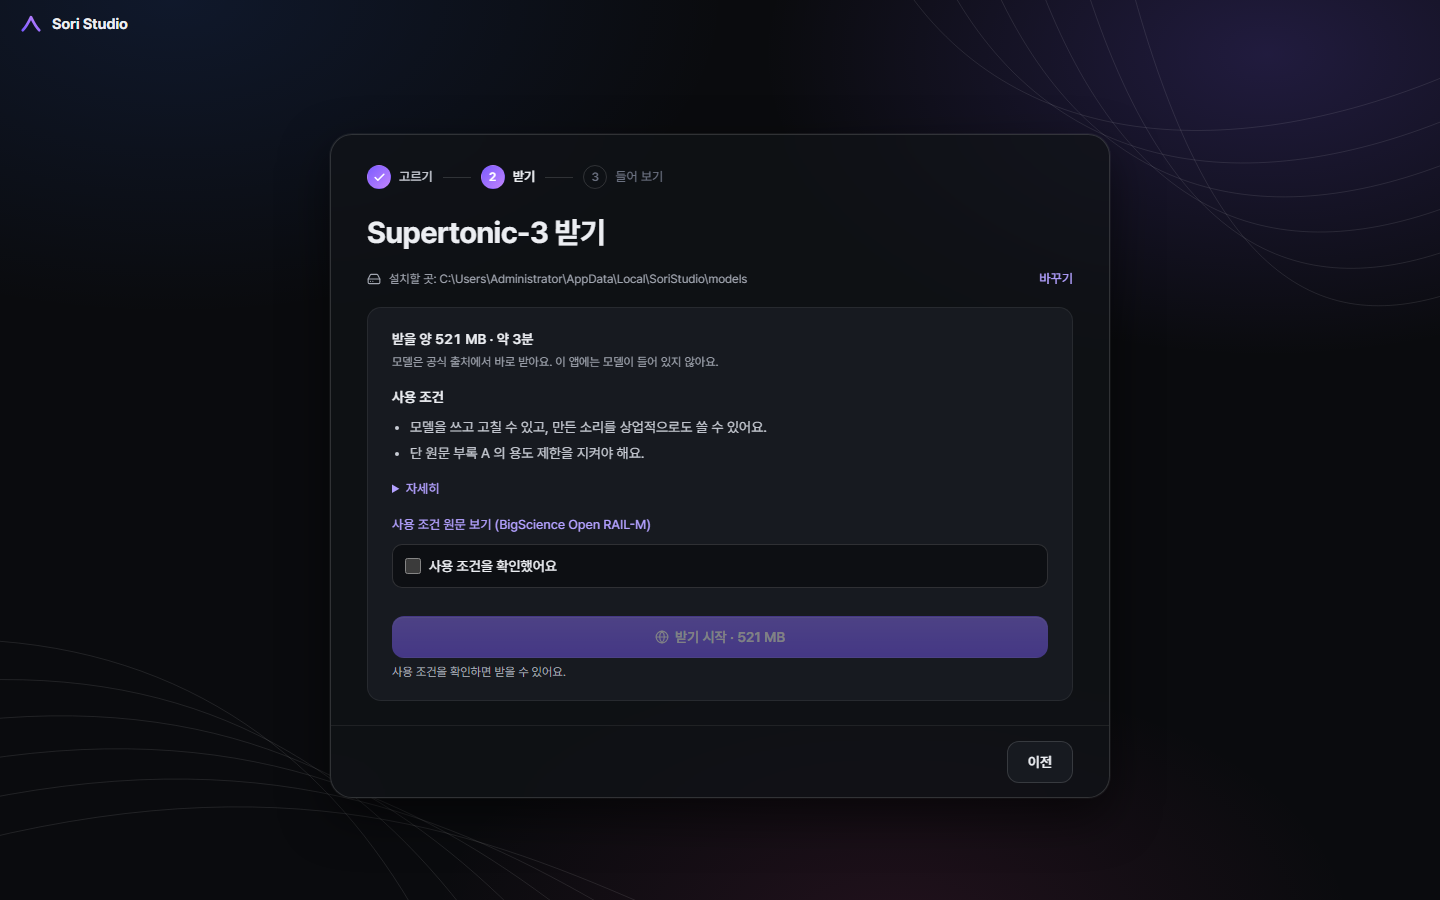 Sori Studio
고르기 2 받기 3 들어 보기
Supertonic-3 받기
설치할 곳: C:\Users\Administrator\AppData\Local\SoriStudio\models 바꾸기
받을 양 521 MB · 약 3분
모델은 공식 출처에서 바로 받아요. 이 앱에는 모델이 들어 있지 않아요.
사용 조건
• 모델을 쓰고 고칠 수 있고, 만든 소리를 상업적으로도 쓸 수 있어요.
• 단 원문 부록 A 의 용도 제한을 지켜야 해요.
▶ 자세히
사용 조건 원문 보기 (BigScience Open RAIL-M)
사용 조건을 확인했어요
받기 시작 · 521 MB
사용 조건을 확인하면 받을 수 있어요.
이전